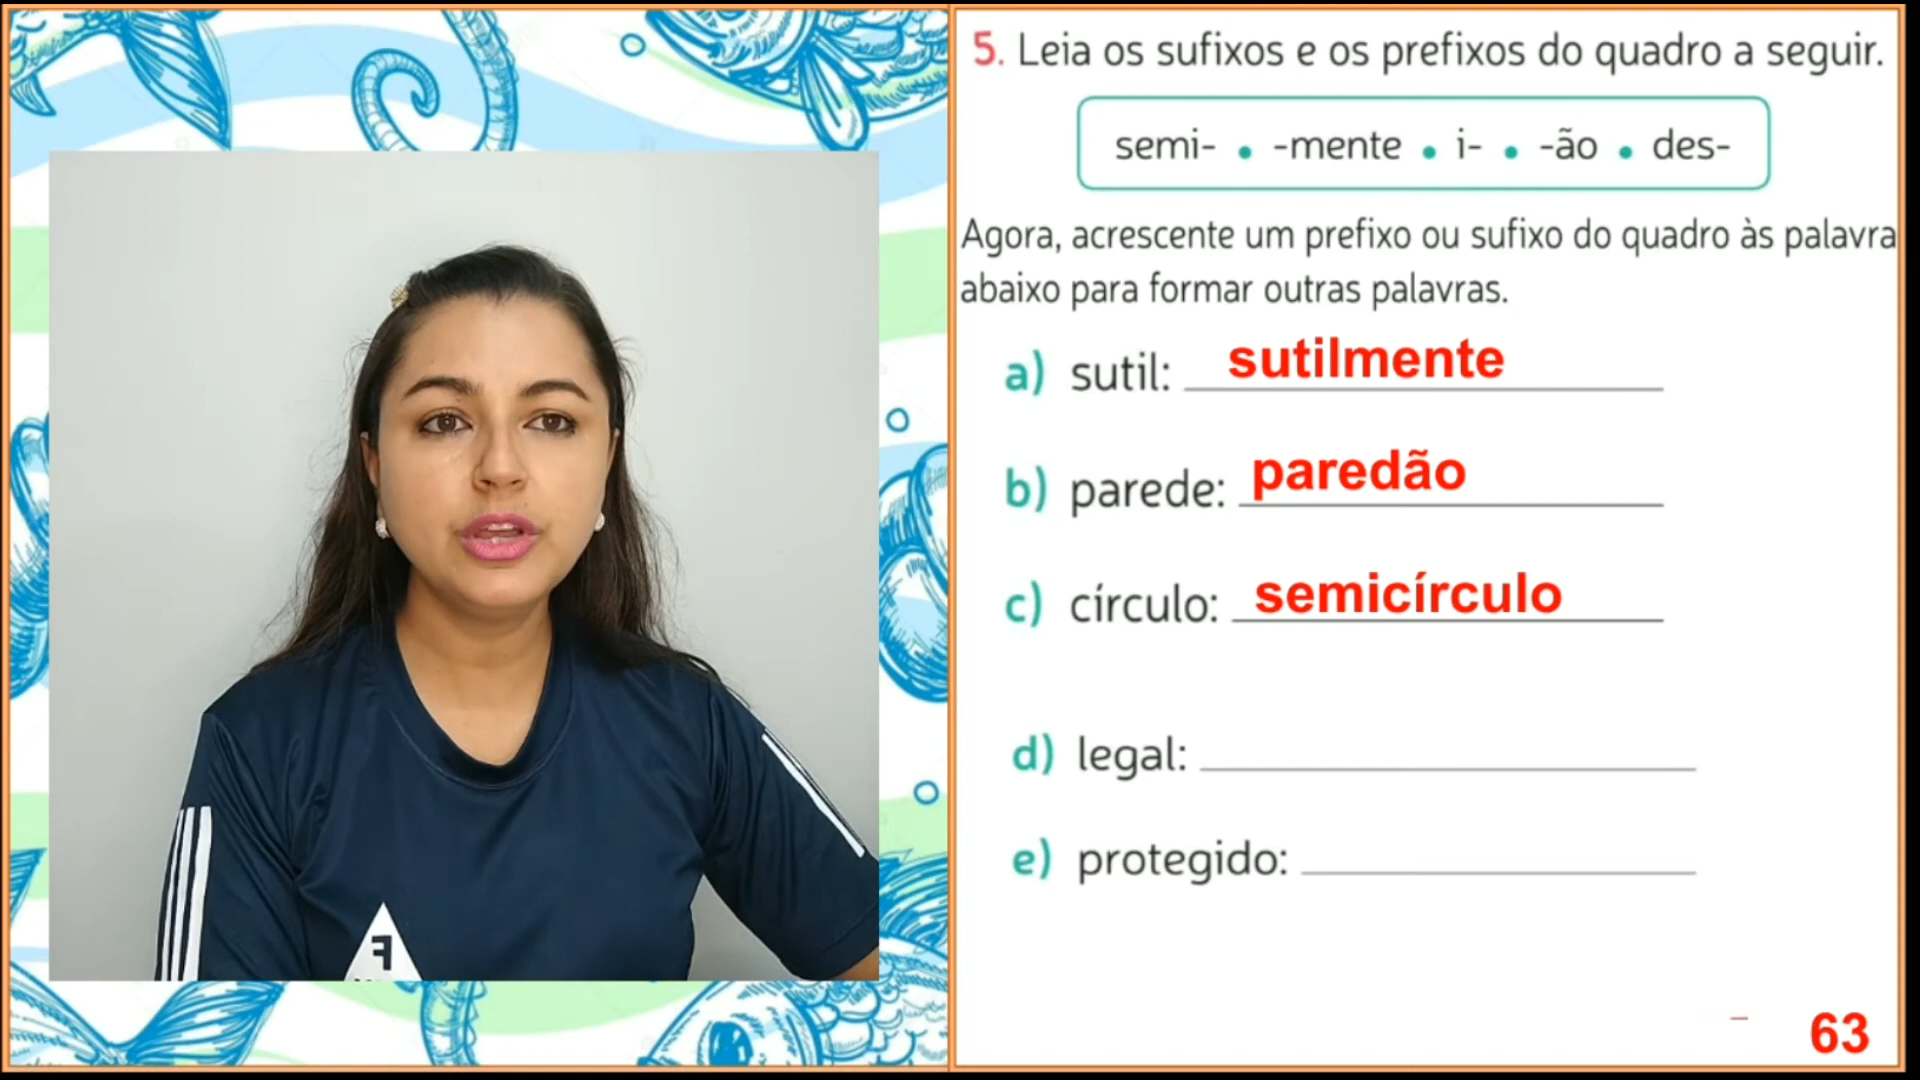 5. Leia os sufixos e os prefixos do quadro a seguir.
semi- • -mente • i- • -ão • des-
Agora, acrescente um prefixo ou sufixo do quadro às palavra
abaixo para formar outras palavras.
a) sutil: sutilmente
b) parede: paredão
c) círculo: semicírculo
d) legal:
e) protegido:
63
F